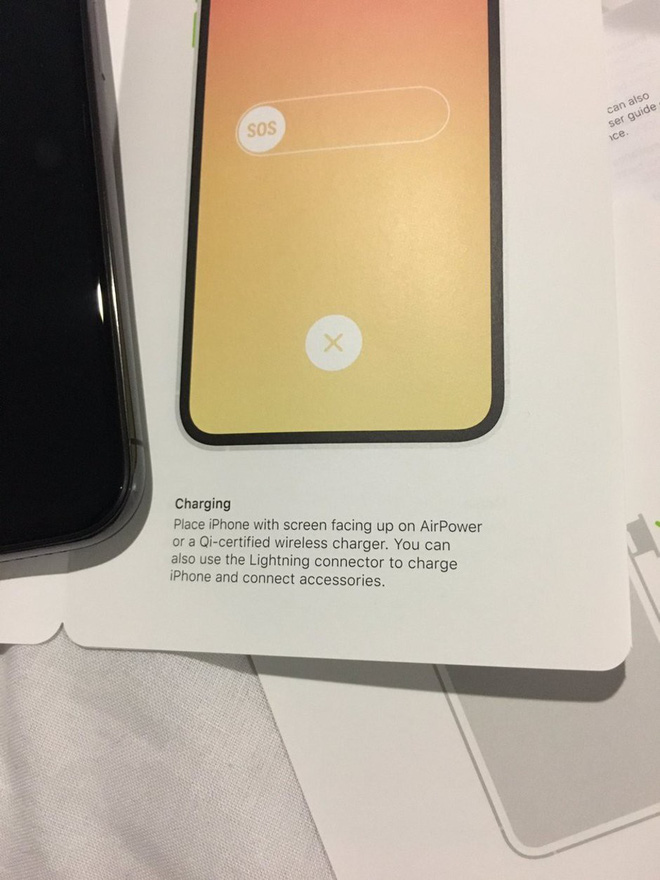 SOS
can also
ser guide
ce.
Charging
Place iPhone with screen facing up on AirPower
or a Qi-certified wireless charger. You can
also use the Lightning connector to charge
iPhone and connect accessories.